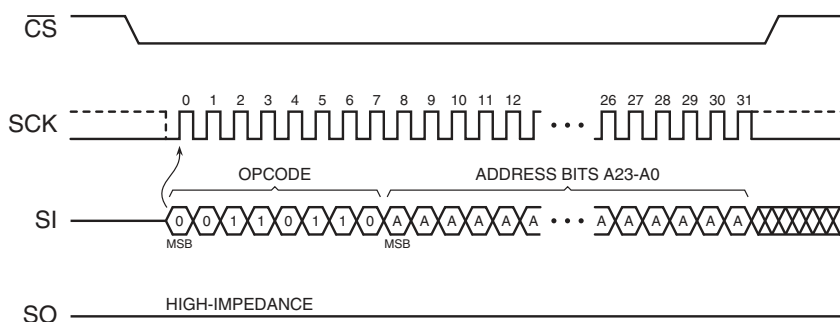 CS
SCK
0 1 2 3 4 5 6 7 8 9 10 11 12 26 27 28 29 30 31
OPCODE ADDRESS BITS A23-A0
SI
0 0 1 1 0 1 1 0 A A A A A A A A A A A A
MSB MSB
SO
HIGH-IMPEDANCE